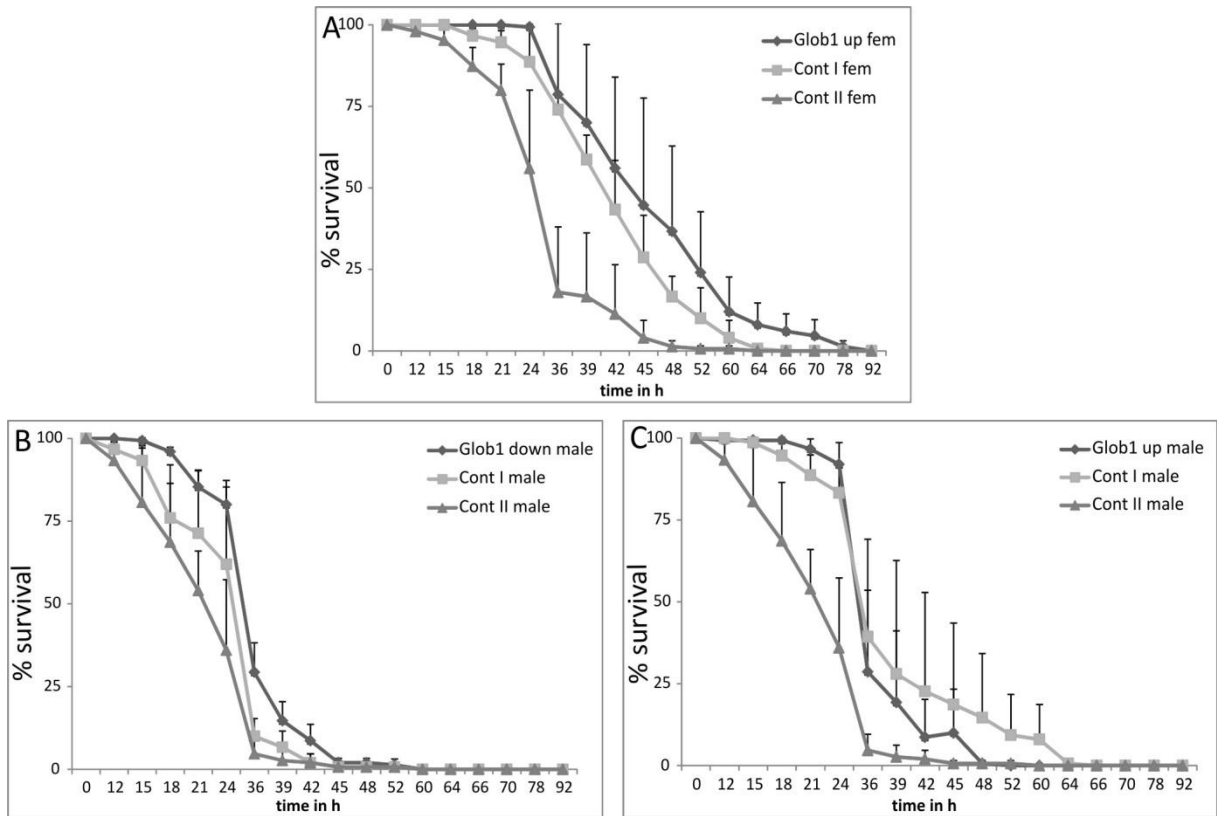 A
Glob1 up fem
Cont I fem
Cont II fem
% survival
100
75
50
25
0
0 12 15 18 21 24 36 39 42 45 48 52 60 64 66 70 78 92
time in h
B
Glob1 down male
Cont I male
Cont II male
% survival
100
75
50
25
0
0 12 15 18 21 24 36 39 42 45 48 52 60 64 66 70 78 92
time in h
C
Glob1 up male
Cont I male
Cont II male
% survival
100
75
50
25
0
0 12 15 18 21 24 36 39 42 45 48 52 60 64 66 70 78 92
time in h